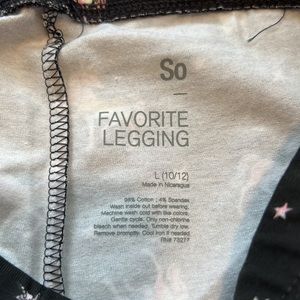 So
FAVORITE
LEGGING
L (10/12)
Made in Nicaragua
96% Cotton ; 4% Spandex
Wash inside out before wearing.
Machine wash cold with like colors.
Gentle cycle. Only non-chlorine
bleach when needed. Tumble dry low.
Remove promptly. Cool iron if needed
RN# 73277